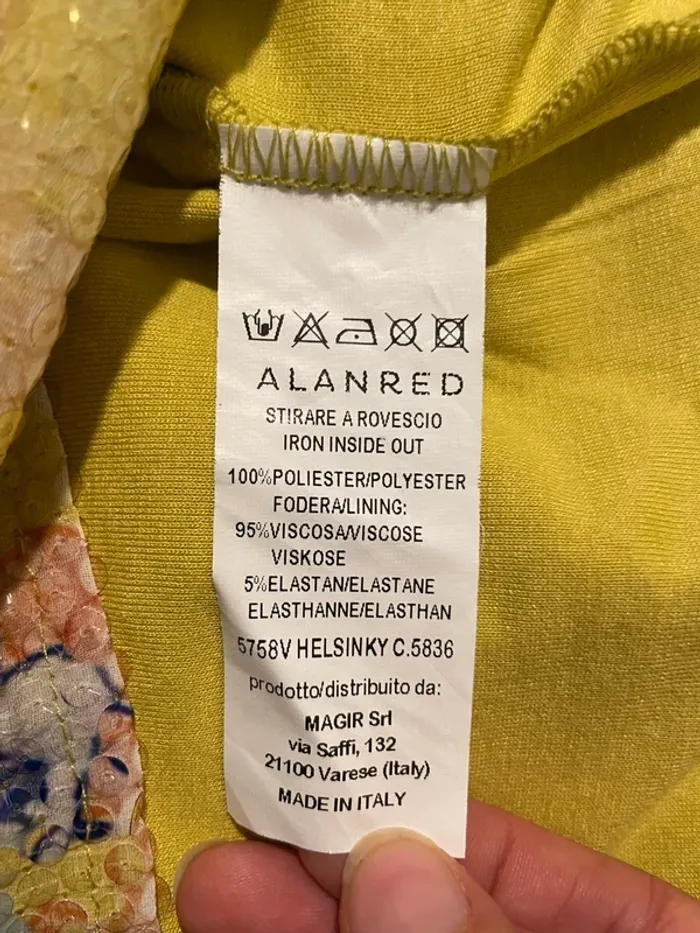 ALANRED
STIRARE A ROVESCIO
IRON INSIDE OUT
100%POLIESTER/POLYESTER
FODERA/LINING:
95%VISCOSA/VISCOSE
VISKOSE
5%ELASTAN/ELASTANE
ELASTHANNE/ELASTHAN
5758V HELSINKY C.5836
prodotto/distribuito da:
MAGIR Srl
via Saffi, 132
21100 Varese (Italy)
MADE IN ITALY